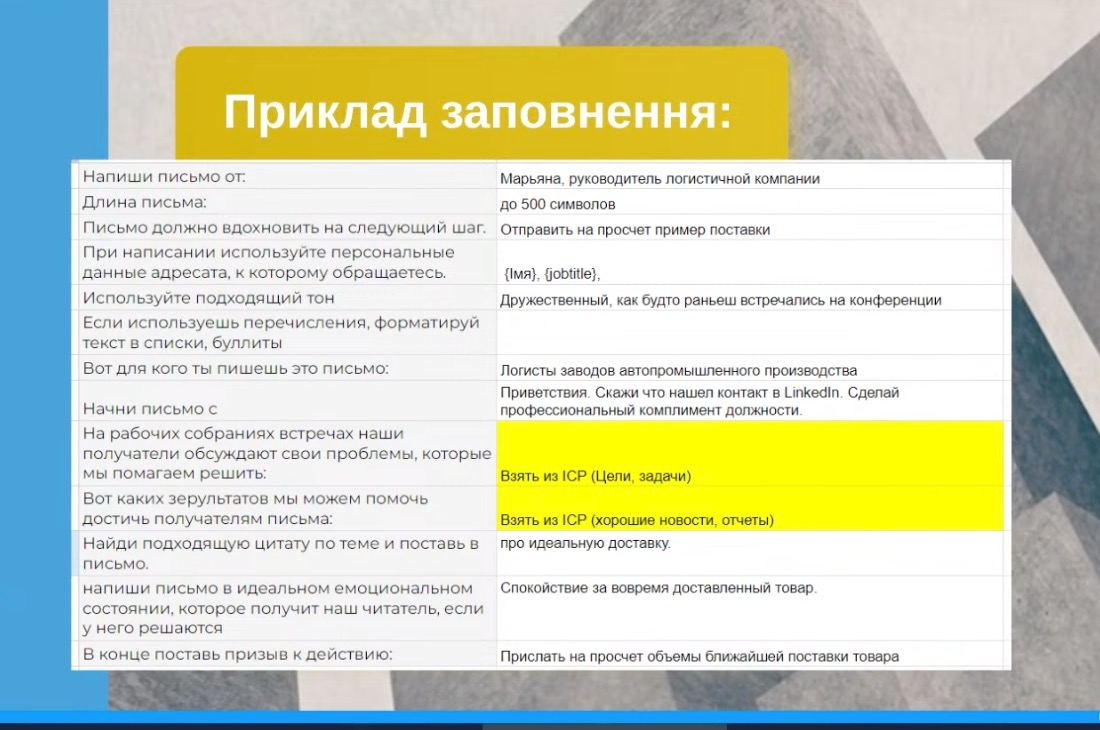 Приклад заповнення:
Напиши письмо от:
Марьяна, руководитель логистичной компании
Длина письма:
до 500 символов
Письмо должно вдохновить на следующий шаг.
Отправить на просчет пример поставки
При написании используйте персональные
данные адресата, к которому обращаетесь.
{Імя}, {jobtitle},
Используйте подходящий тон
Дружественный, как будто раньеш встречались на конференции
Если используешь перечисления, форматируй
текст в списки, буллиты
Вот для кого ты пишешь это письмо:
Логисты заводов автопромышленного производства
Начни письмо с
Приветствия. Скажи что нашел контакт в LinkedIn. Сделай
профессиональный комплимент должности.
На рабочих собраниях встречах наши
получатели обсуждают свои проблемы, которые
мы помогаем решить:
Взять из ICP (Цели, задачи)
Вот каких зерультатов мы можем помочь
достичь получателям письма:
Взять из ICP (хорошие новости, отчеты)
Найди подходящую цитату по теме и поставь в
письмо.
про идеальную доставку.
напиши письмо в идеальном емоциональном
состоянии, которое получит наш читатель, если
у него решаются
Спокойствие за вовремя доставленный товар.
В конце поставь призыв к действию:
Прислать на просчет объемы ближайшей поставки товара